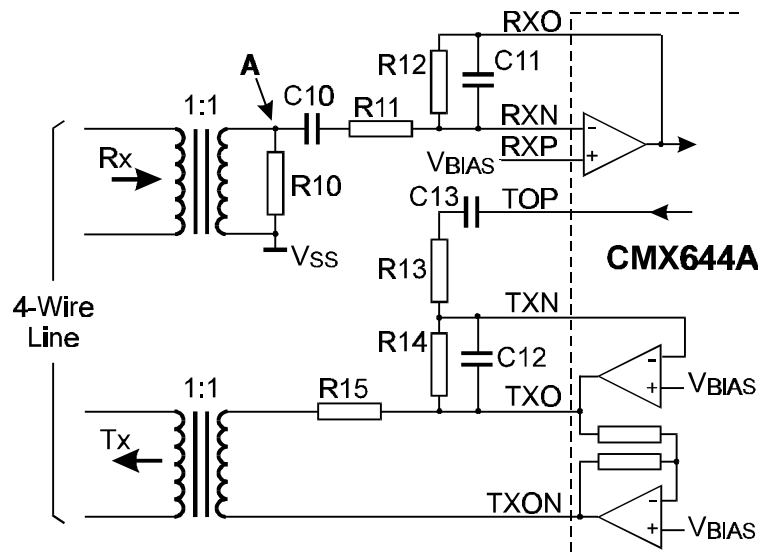 RXO
R12
C11
A
C10
1:1
R11
RXN
-
Rx
RXP
+
VBIAS
R10
C13
TOP
VSS
CMX644A
R13
4-Wire
Line
TXN
R14
C12
-
+
VBIAS
1:1
R15
TXO
Tx
TXON
-
+
VBIAS